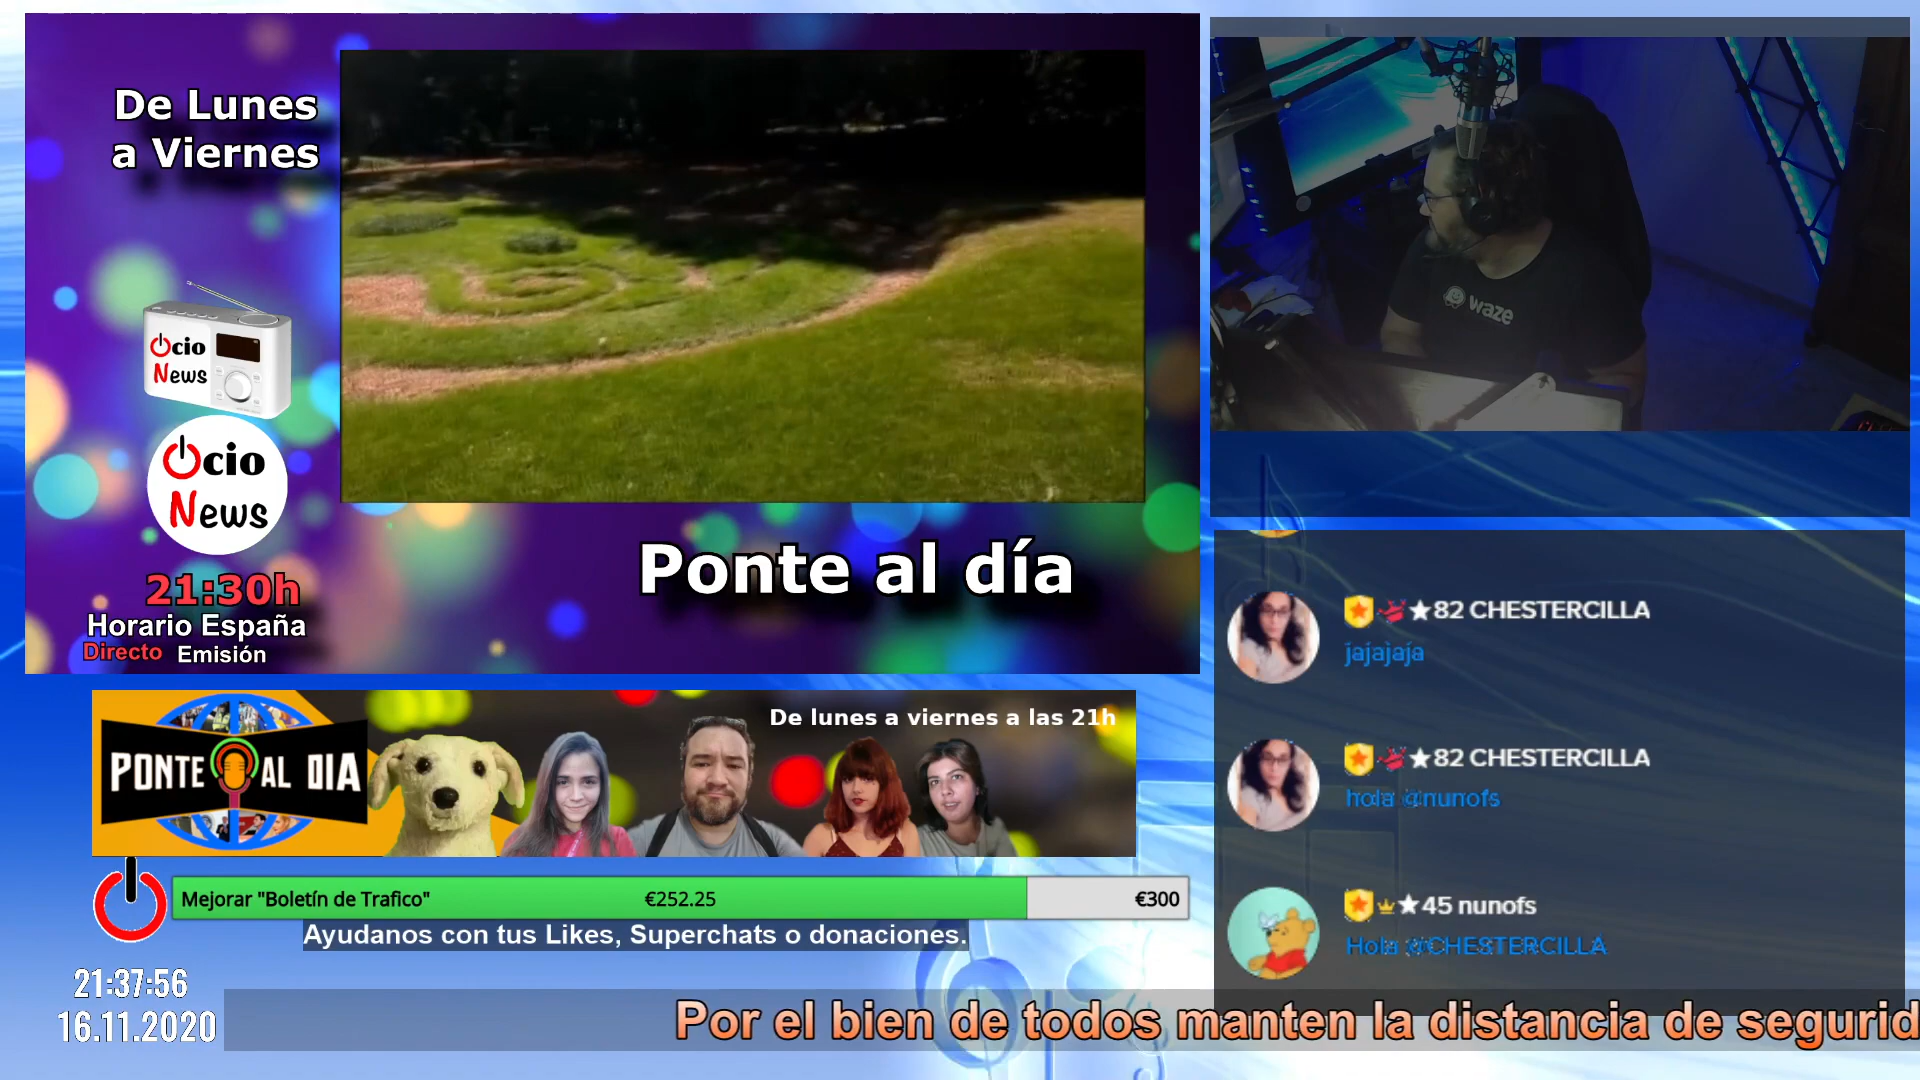 De Lunes
a Viernes
Ocio
News
Ocio
News
21:30h
Horario España
Directo Emisión
Ponte al día
waze
De lunes a viernes a las 21h
PONTE AL DIA
Mejorar "Boletín de Trafico" €252.25 €300
Ayudanos con tus Likes, Superchats o donaciones.
21:37:56
16.11.2020
★82 CHESTERCILLA
jajajaja
★82 CHESTERCILLA
hola @nunofs
★45 nunofs
Hola @CHESTERCILLA
Por el bien de todos manten la distancia de segurid